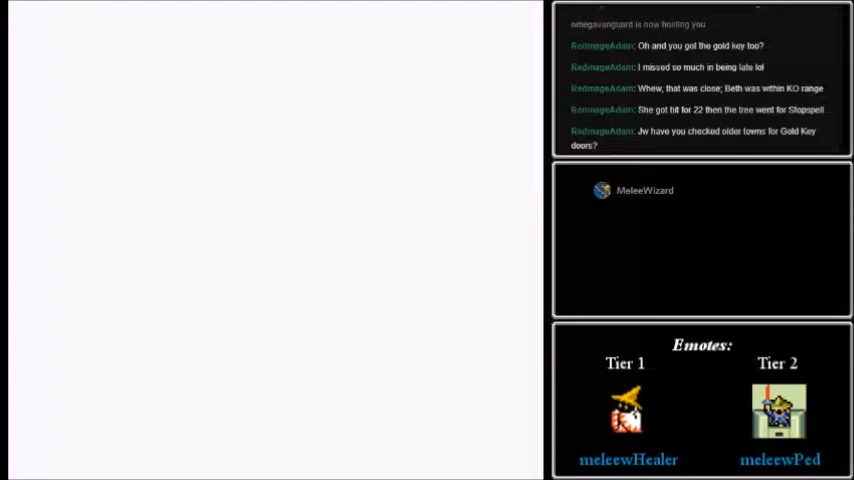 omegavanguard is now hosting you
RedmageAdam: Oh and you got the gold key too?
RedmageAdam: I missed so much in being late lol
RedmageAdam: Whew, that was close; Beth was within KO range
RedmageAdam: She got hit for 22 then the tree went for Stopspell
RedmageAdam: Jw have you checked older towns for Gold Key
doors?
MeleeWizard
Emotes:
Tier 1 Tier 2
meleewHealer meleewPed